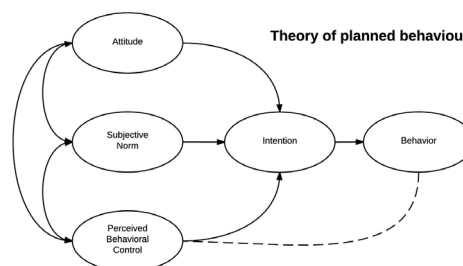 Theory of planned behaviou
Attitude
Subjective
Norm
Intention
Behavior
Perceived
Behavioral
Control